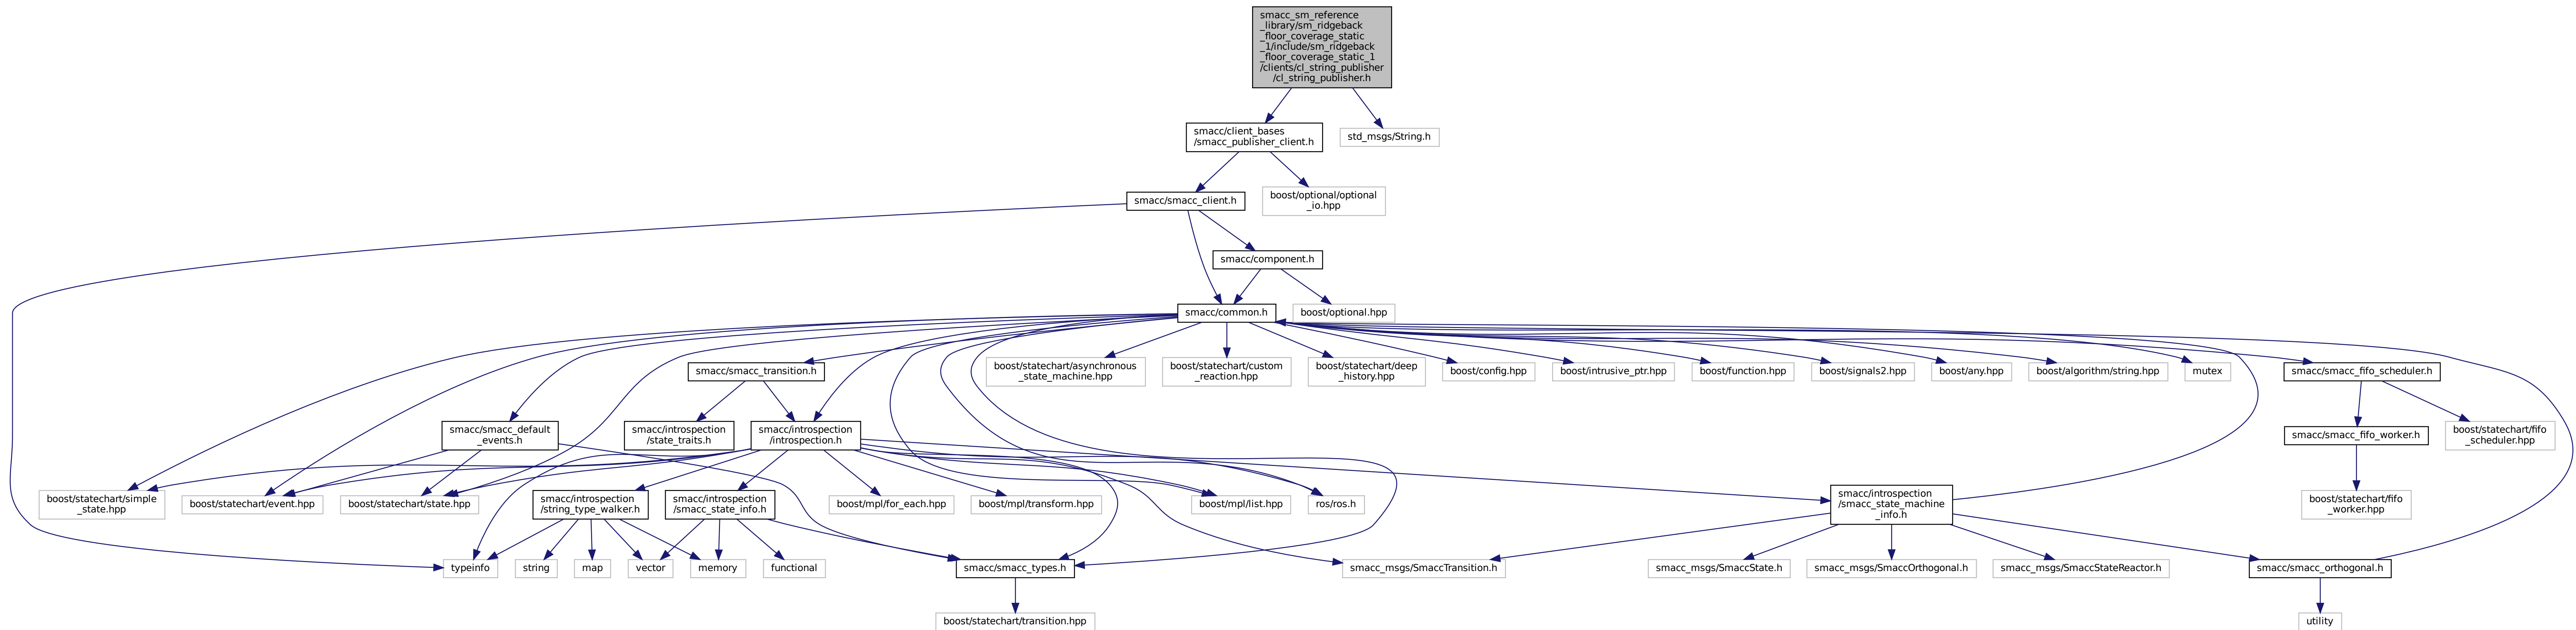 smacc_sm_reference
_library/sm_ridgeback
_floor_coverage_static
_1/include/sm_ridgeback
_floor_coverage_static_1
/clients/cl_string_publisher
/cl_string_publisher.h
smacc/client_bases
/smacc_publisher_client.h
std_msgs/String.h
smacc/smacc_client.h
boost/optional/optional
_io.hpp
smacc/component.h
smacc/common.h
boost/optional.hpp
smacc/smacc_transition.h
boost/statechart/asynchronous
_state_machine.hpp
boost/statechart/custom
_reaction.hpp
boost/statechart/deep
_history.hpp
boost/config.hpp
boost/intrusive_ptr.hpp
boost/function.hpp
boost/signals2.hpp
boost/any.hpp
boost/algorithm/string.hpp
mutex
smacc/smacc_fifo_scheduler.h
smacc/smacc_default
_events.h
smacc/introspection
/state_traits.h
smacc/introspection
/introspection.h
smacc/smacc_fifo_worker.h
boost/statechart/fifo
_scheduler.hpp
boost/statechart/simple
_state.hpp
boost/statechart/event.hpp
boost/statechart/state.hpp
smacc/introspection
/string_type_walker.h
smacc/introspection
/smacc_state_info.h
boost/mpl/for_each.hpp
boost/mpl/transform.hpp
boost/mpl/list.hpp
ros/ros.h
smacc/introspection
/smacc_state_machine
_info.h
boost/statechart/fifo
_worker.hpp
typeinfo
string
map
vector
memory
functional
smacc/smacc_types.h
smacc_msgs/SmaccTransition.h
smacc_msgs/SmaccState.h
smacc_msgs/SmaccOrthogonal.h
smacc_msgs/SmaccStateReactor.h
smacc/smacc_orthogonal.h
boost/statechart/transition.hpp
utility